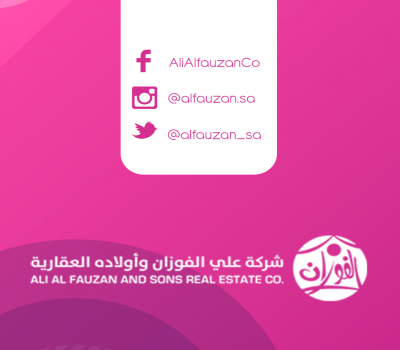 AliAlfauzanCo
@alfauzan.sa
@alfauzan_sa
شركة علي الفوزان وأولاده العقارية
ALI AL FAUZAN AND SONS REAL ESTATE CO.
الفوزان